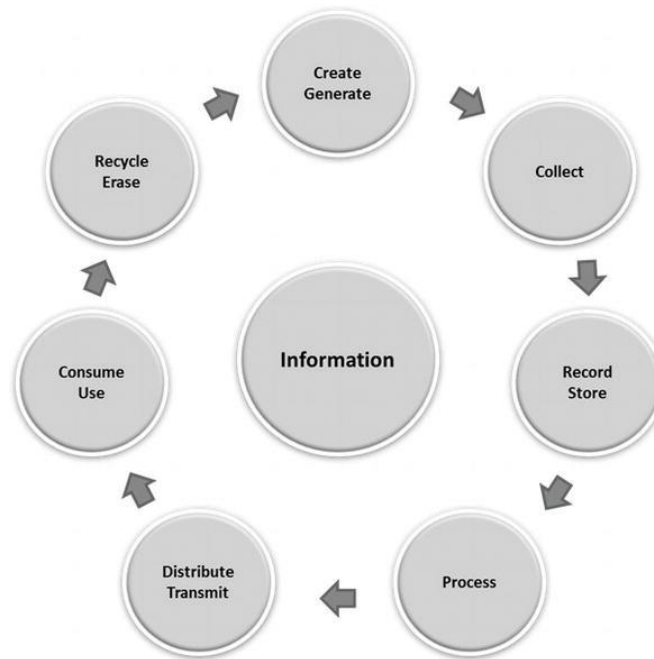 Create
Generate
Collect
Record
Store
Process
Distribute
Transmit
Consume
Use
Recycle
Erase
Information